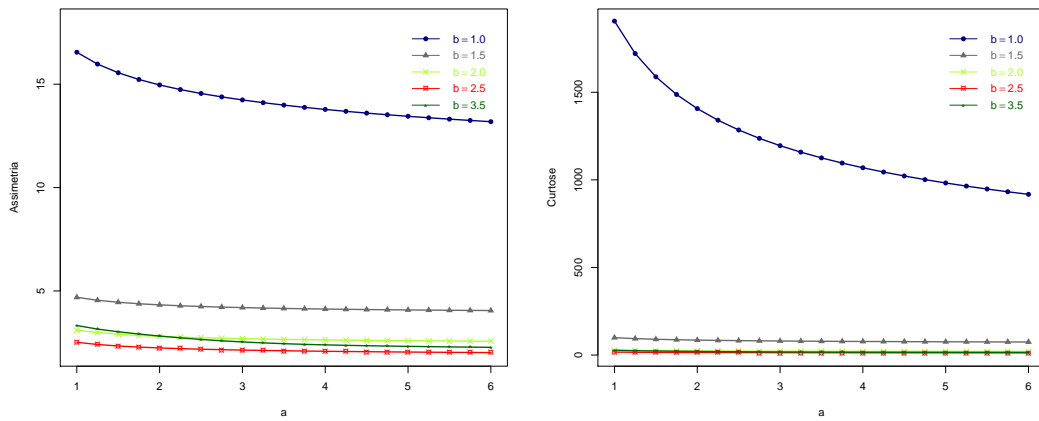 Assimetria
5
10
15
b = 1.0
b = 1.5
b = 2.0
b = 2.5
b = 3.5
1 2 3 4 5 6
a
Curtose
0
500
1000
1500
b = 1.0
b = 1.5
b = 2.0
b = 2.5
b = 3.5
1 2 3 4 5 6
a